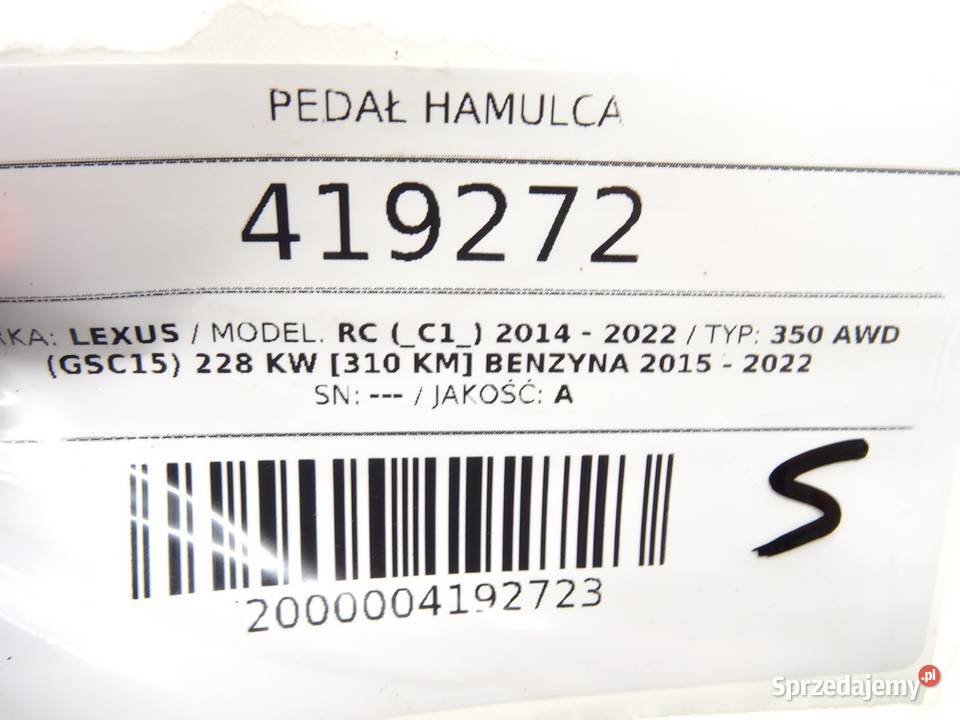 PEDAŁ HAMULCA
419272
RKA: LEXUS / MODEL. RC (_C1_) 2014 - 2022 / TYP: 350 AWD
(GSC15) 228 KW [310 KM] BENZYNA 2015 - 2022
SN: --- / JAKOŚĆ: A
S
2000004192723
Sprzedajemy.pl